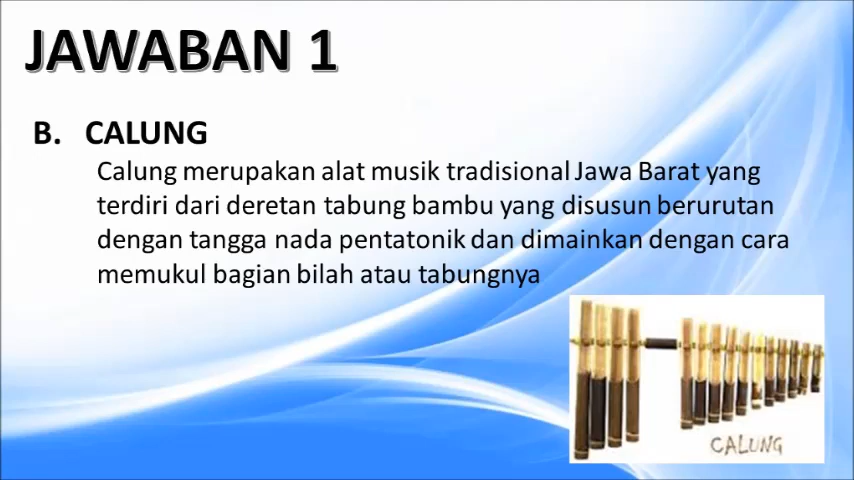 JAWABAN 1
B. CALUNG
Calung merupakan alat musik tradisional Jawa Barat yang
terdiri dari deretan tabung bambu yang disusun berurutan
dengan tangga nada pentatonik dan dimainkan dengan cara
memukul bagian bilah atau tabungnya
CALUNG